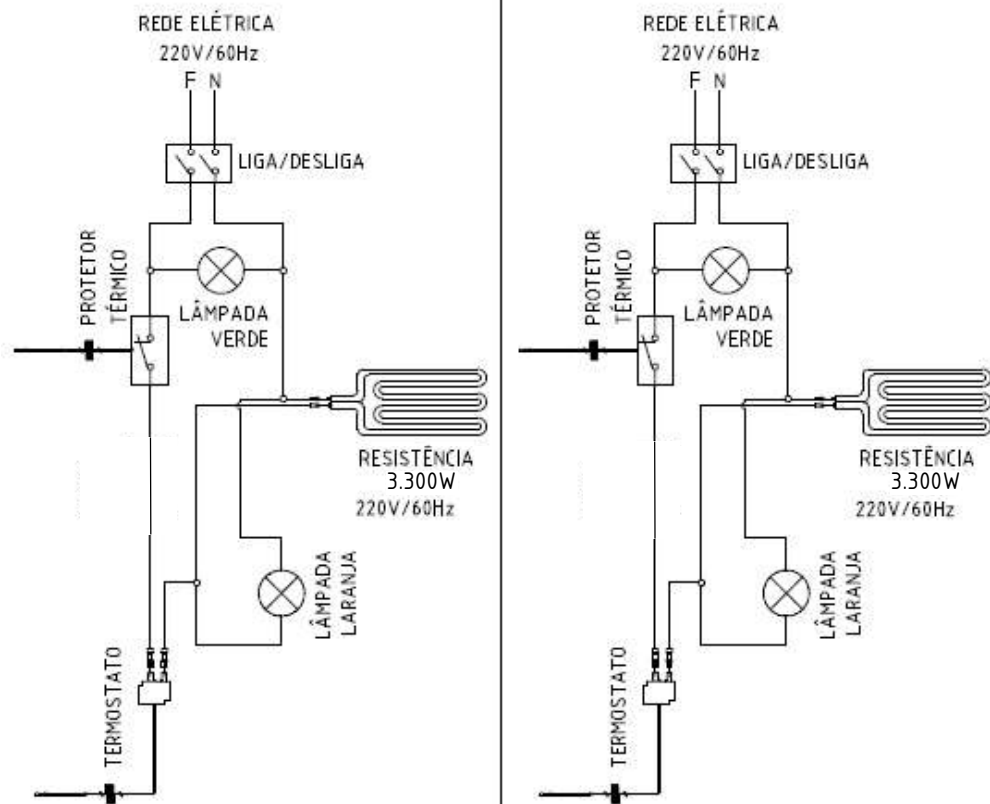 REDE ELÉTRICA
220V/60Hz
F N
LIGA/DESLIGA
PROTETOR
TÉRMICO
LÂMPADA
VERDE
RESISTÊNCIA
3.300W
220V/60Hz
LÂMPADA
LARANJA
TERMOSTATO
REDE ELÉTRICA
220V/60Hz
F N
LIGA/DESLIGA
PROTETOR
TÉRMICO
LÂMPADA
VERDE
RESISTÊNCIA
3.300W
220V/60Hz
LÂMPADA
LARANJA
TERMOSTATO